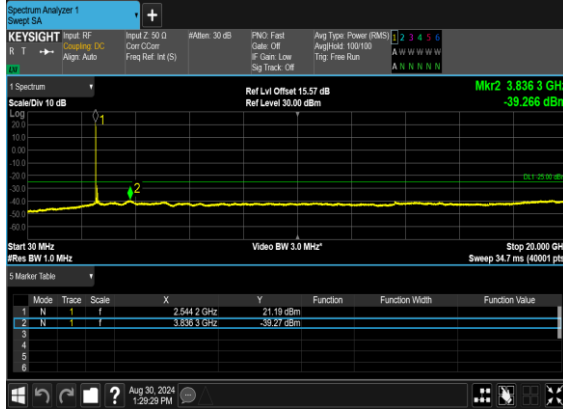 Spectrum Analyzer 1
Swept SA
+
KEYSIGHT Input: RF Input Z: 50 Ω #Atten: 30 dB PNO: Fast Avg Type: Power (RMS) 1 2 3 4 5 6
R T Coupling: DC Corr CCorr Gate: Off Avg|Hold: 100/100 A W W W W W
Align: Auto Freq Ref: Int (S) IF Gain: Low Trig: Free Run
Sig Track: Off A N N N N N
1 Spectrum Ref Lvl Offset 15.57 dB Mkr2 3.836 3 GHz
Scale/Div 10 dB Ref Level 30.00 dBm -39.266 dBm
Log
20.0
10.0
0.00
-10.0
-20.0
-30.0
-40.0
-50.0
-60.0
1
2
DL1 -25.00 dBm
Start 30 MHz Video BW 3.0 MHz* Stop 20.000 GHz
#Res BW 1.0 MHz Sweep 34.7 ms (40001 pts)
5 Marker Table
Mode Trace Scale X Y Function Function Width Function Value
1 N 1 f 2.544 2 GHz 21.19 dBm
2 N 1 f 3.836 3 GHz -39.27 dBm
3
4
5
6
? Aug 30, 2024
1:29:29 PM